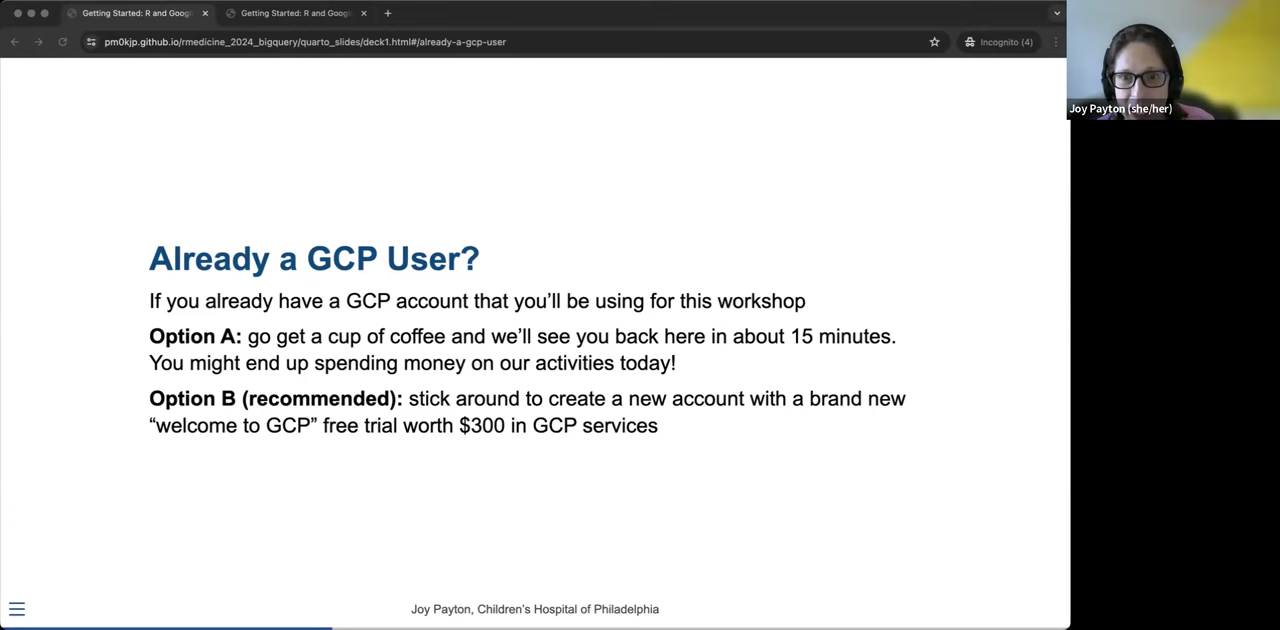 Getting Started: R and Goog
Getting Started: R and Goog
pm0kjp.github.io/rmedicine_2024_bigquery/quarto_slides/deck1.html#/already-a-gcp-user
Incognito (4)
Joy Payton (she/her)
Already a GCP User?
If you already have a GCP account that you’ll be using for this workshop
Option A: go get a cup of coffee and we’ll see you back here in about 15 minutes.
You might end up spending money on our activities today!
Option B (recommended): stick around to create a new account with a brand new
“welcome to GCP” free trial worth $300 in GCP services
Joy Payton, Children’s Hospital of Philadelphia